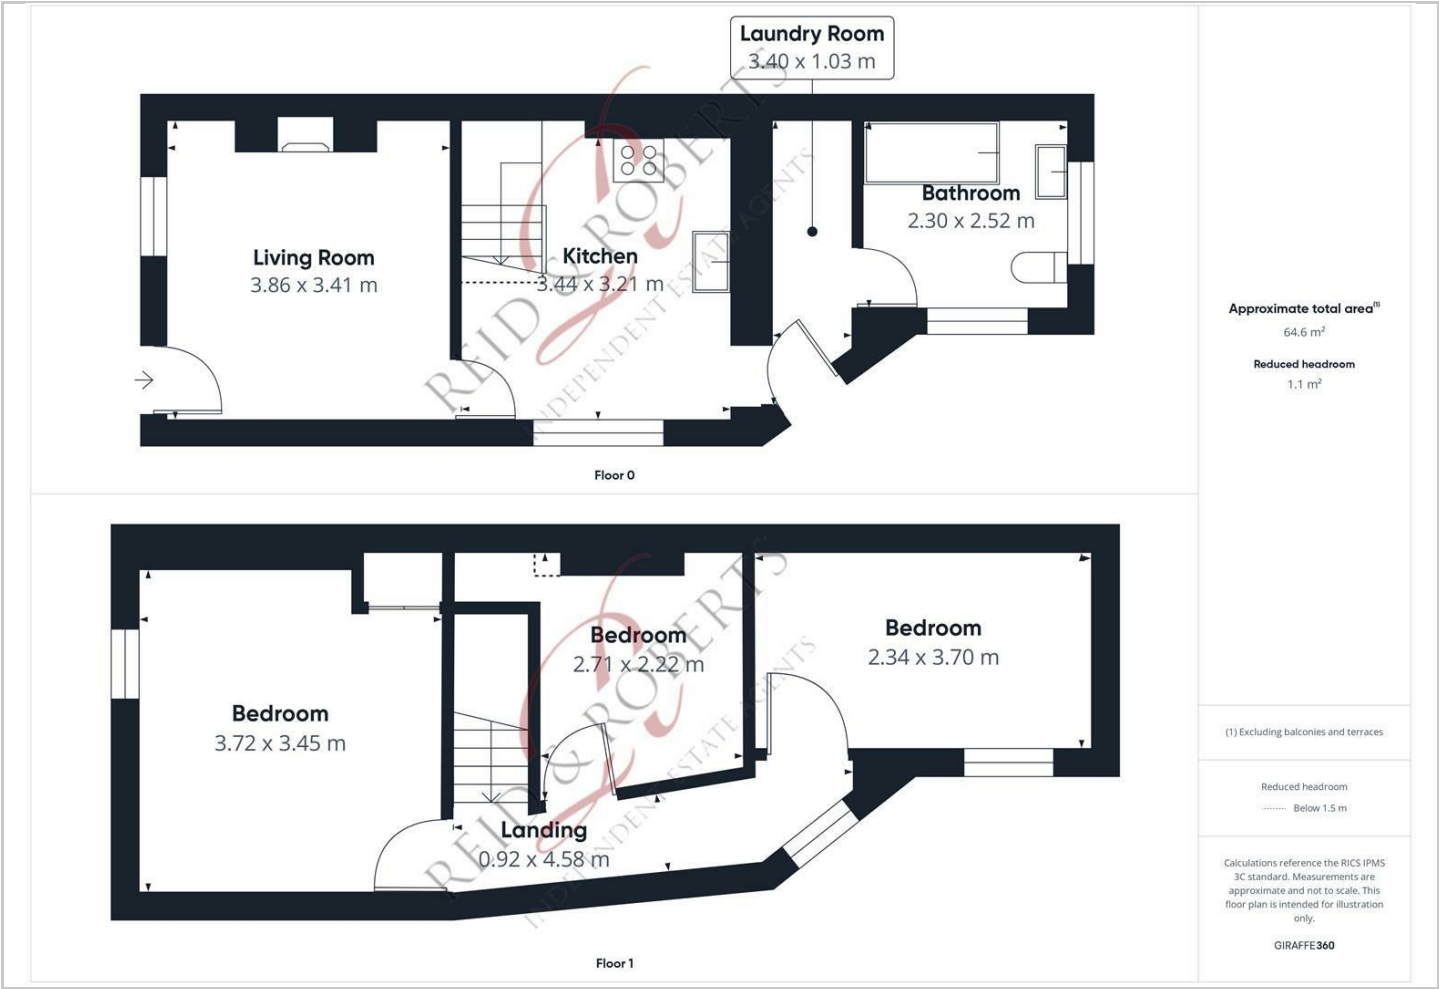 Laundry Room
3.40 x 1.03 m
Living Room
3.86 x 3.41 m
Kitchen
3.44 x 3.21 m
Bathroom
2.30 x 2.52 m
REID & ROBERTS
INDEPENDENT ESTATE AGENTS
Floor 0
Bedroom
3.72 x 3.45 m
Bedroom
2.71 x 2.22 m
Bedroom
2.34 x 3.70 m
Landing
0.92 x 4.58 m
REID & ROBERTS
INDEPENDENT ESTATE AGENTS
Floor 1
Approximate total area(1)
64.6 m²
Reduced headroom
1.1 m²
(1) Excluding balconies and terraces
Reduced headroom
Below 1.5 m
Calculations reference the RICS IPMS
3C standard. Measurements are
approximate and not to scale. This
floor plan is intended for illustration
only.
GIRAFFE360